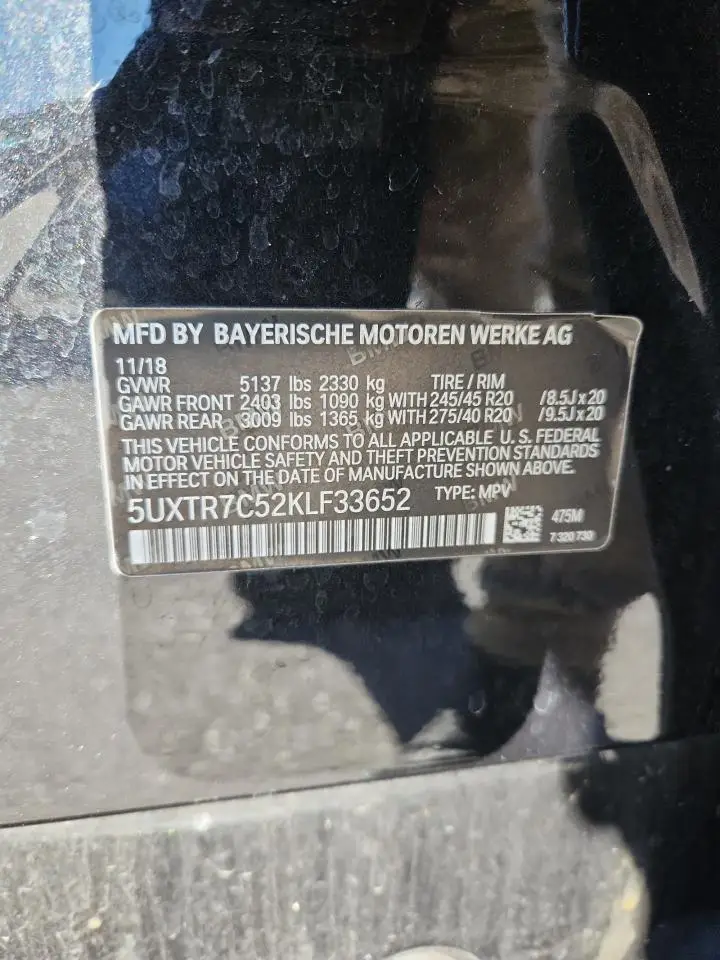 MFD BY BAYERISCHE MOTOREN WERKE AG
11/18
GVWR 5137 lbs 2330 kg TIRE / RIM
GAWR FRONT 2403 lbs 1090 kg WITH 245/45 R20 /8.5J x 20
GAWR REAR 3009 lbs 1365 kg WITH 275/40 R20 /9.5J x 20
THIS VEHICLE CONFORMS TO ALL APPLICABLE U. S. FEDERAL
MOTOR VEHICLE SAFETY AND THEFT PREVENTION STANDARDS
IN EFFECT ON THE DATE OF MANUFACTURE SHOWN ABOVE.
5UXTR7C52KLF33652 TYPE: MPV
475M
7 320 730